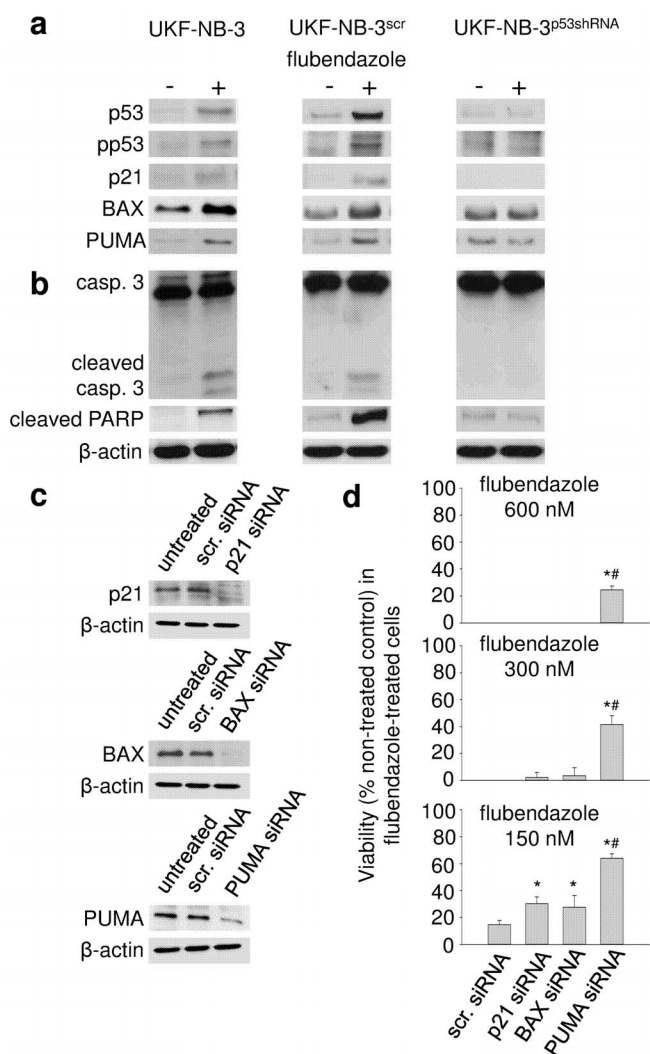 a
UKF-NB-3 UKF-NB-3scr UKF-NB-3p53shRNA
flubendazole
- + - + - +
p53
pp53
p21
BAX
PUMA
b
casp. 3
cleaved
casp. 3
cleaved PARP
β-actin
c
untreated
scr. siRNA
p21 siRNA
p21
β-actin
untreated
scr. siRNA
BAX siRNA
BAX
β-actin
untreated
scr. siRNA
PUMA siRNA
PUMA
β-actin
d
Viability (% non-treated control) in
flubendazole-treated cells
flubendazole
600 nM
100
80
60
40
20
0
*#
flubendazole
300 nM
100
80
60
40
20
0
*#
flubendazole
150 nM
100
80
60
40
20
0
* * *#
scr. siRNA
p21 siRNA
BAX siRNA
PUMA siRNA